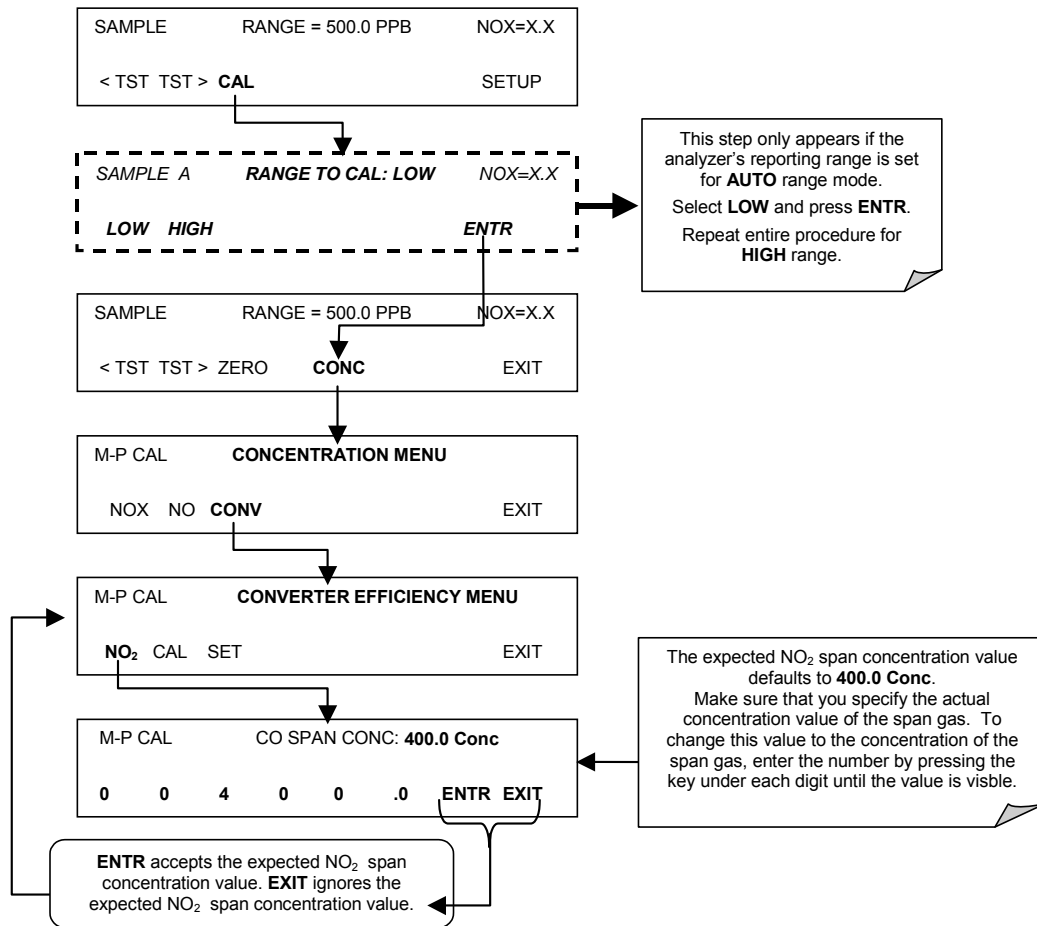 SAMPLE RANGE = 500.0 PPB NOX=X.X
< TST TST > CAL SETUP
SAMPLE A RANGE TO CAL: LOW NOX=X.X
LOW HIGH ENTR
This step only appears if the
analyzer's reporting range is set
for AUTO range mode.
Select LOW and press ENTR.
Repeat entire procedure for
HIGH range.
SAMPLE RANGE = 500.0 PPB NOX=X.X
< TST TST > ZERO CONC EXIT
M-P CAL CONCENTRATION MENU
NOX NO CONV EXIT
M-P CAL CONVERTER EFFICIENCY MENU
NO₂ CAL SET EXIT
The expected NO₂ span concentration value
defaults to 400.0 Conc.
Make sure that you specify the actual
concentration value of the span gas. To
change this value to the concentration of the
span gas, enter the number by pressing the
key under each digit until the value is visble.
M-P CAL CO SPAN CONC: 400.0 Conc
0 0 4 0 0 .0 ENTR EXIT
ENTR accepts the expected NO₂ span
concentration value. EXIT ignores the
expected NO₂ span concentration value.